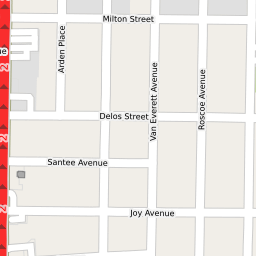 Milton Street
Arden Place
Van Everett Avenue
Roscoe Avenue
Delos Street
Santee Avenue
Joy Avenue